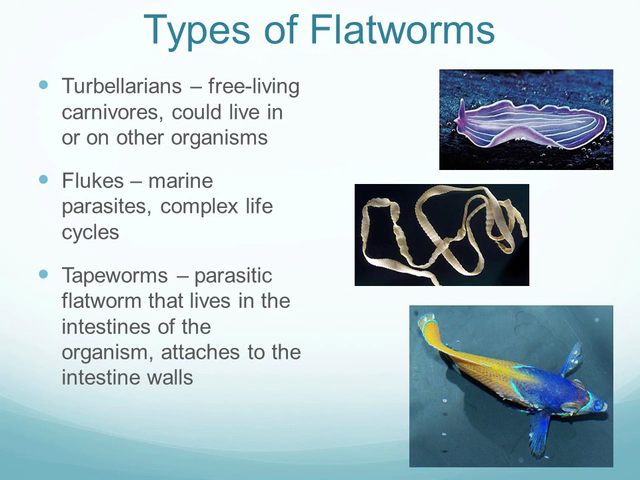 Types of Flatworms
Turbellarians – free-living
carnivores, could live in
or on other organisms
Flukes – marine
parasites, complex life
cycles
Tapeworms – parasitic
flatworm that lives in the
intestines of the
organism, attaches to the
intestine walls